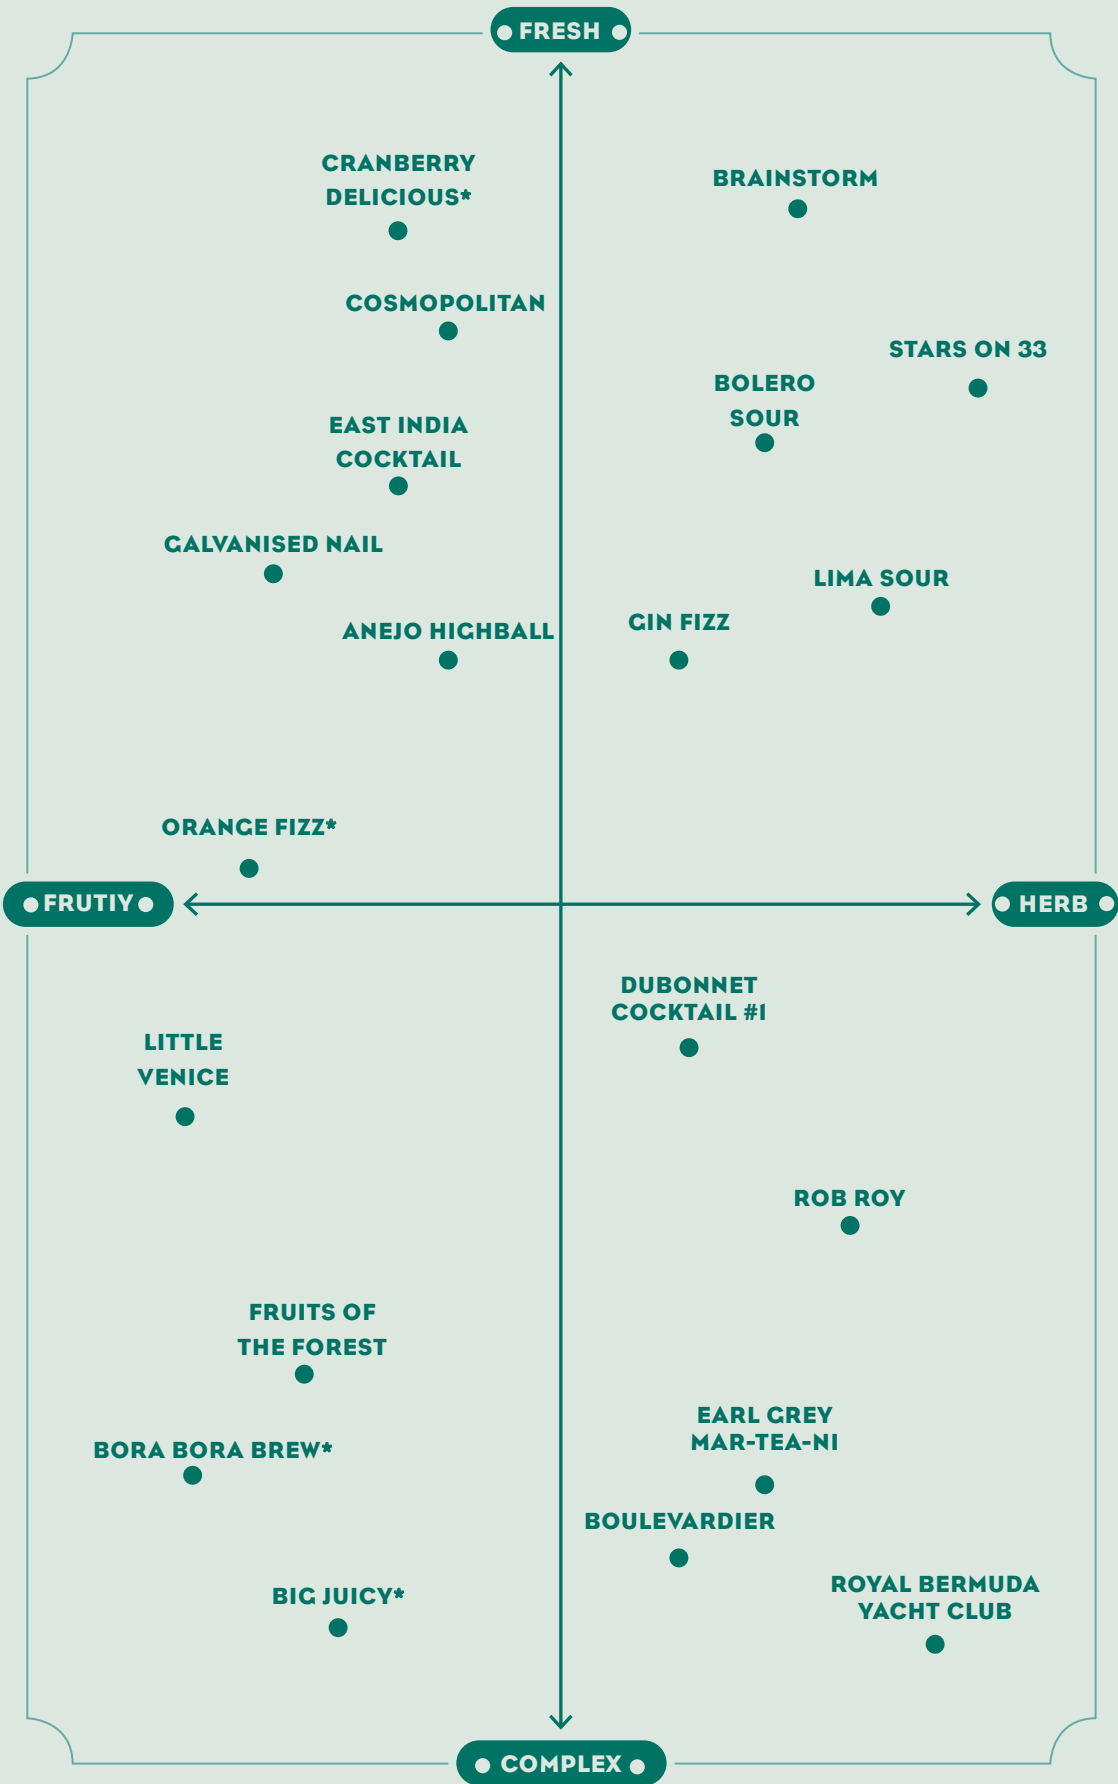 FRESH
CRANBERRY
DELICIOUS*
BRAINSTORM
COSMOPOLITAN
STARS ON 33
BOLERO
SOUR
EAST INDIA
COCKTAIL
GALVANISED NAIL
LIMA SOUR
GIN FIZZ
ANEJO HIGHBALL
ORANGE FIZZ*
FRUTIY
HERB
DUBONNET
COCKTAIL #1
LITTLE
VENICE
ROB ROY
FRUITS OF
THE FOREST
EARL GREY
MAR-TEA-NI
BORA BORA BREW*
BOULEVARDIER
ROYAL BERMUDA
YACHT CLUB
BIG JUICY*
COMPLEX